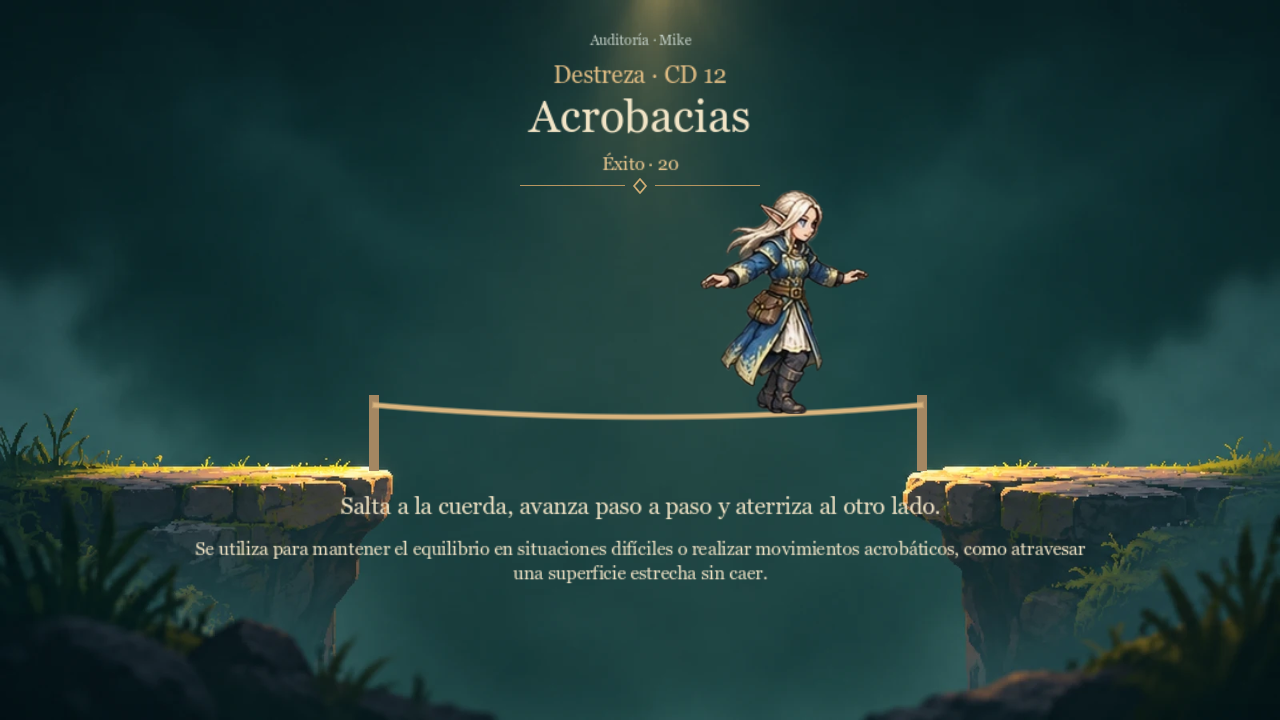 Auditoría · Mike
Destreza · CD 12
Acrobacias
Éxito · 20
Salta a la cuerda, avanza paso a paso y aterriza al otro lado.
Se utiliza para mantener el equilibrio en situaciones difíciles o realizar movimientos acrobáticos, como atravesar
una superficie estrecha sin caer.